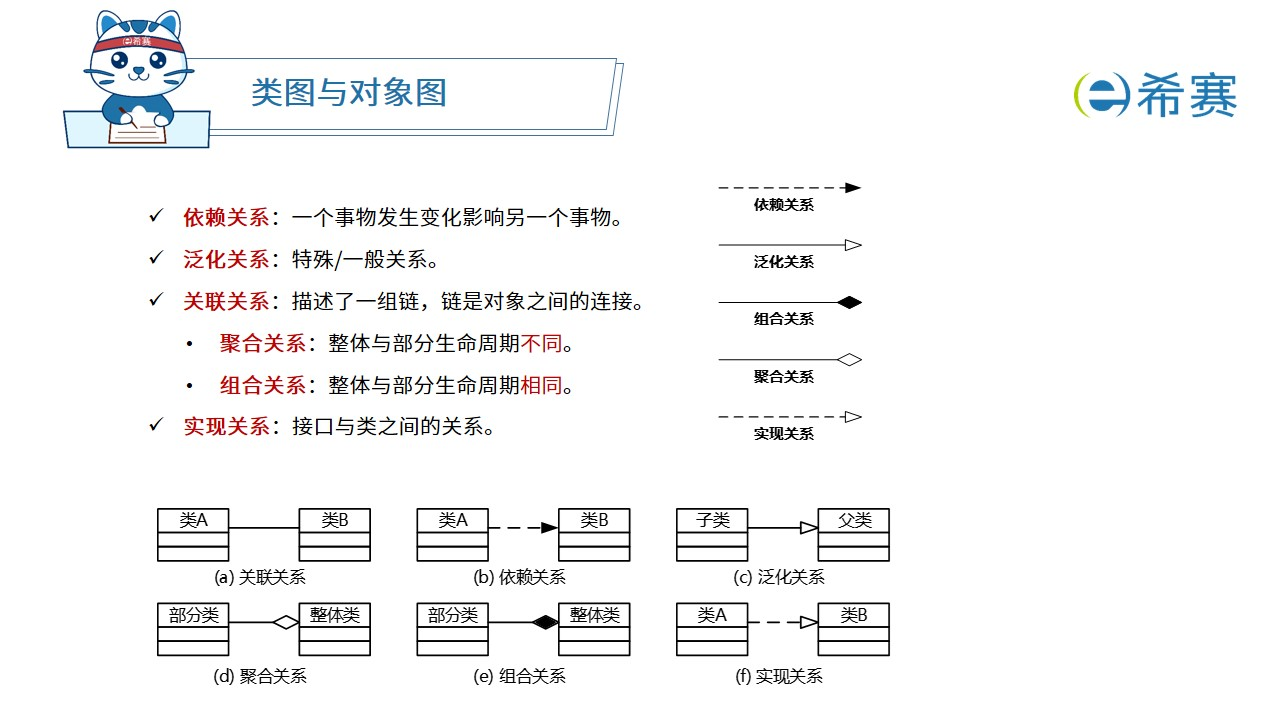 希赛
类图与对象图
希赛
依赖关系：一个事物发生变化影响另一个事物。
泛化关系：特殊/一般关系。
关联关系：描述了一组链，链是对象之间的连接。
聚合关系：整体与部分生命周期不同。
组合关系：整体与部分生命周期相同。
实现关系：接口与类之间的关系。
依赖关系
泛化关系
组合关系
聚合关系
实现关系
类A 类B
(a) 关联关系
类A 类B
(b) 依赖关系
子类 父类
(c) 泛化关系
部分类 整体类
(d) 聚合关系
部分类 整体类
(e) 组合关系
类A 类B
(f) 实现关系